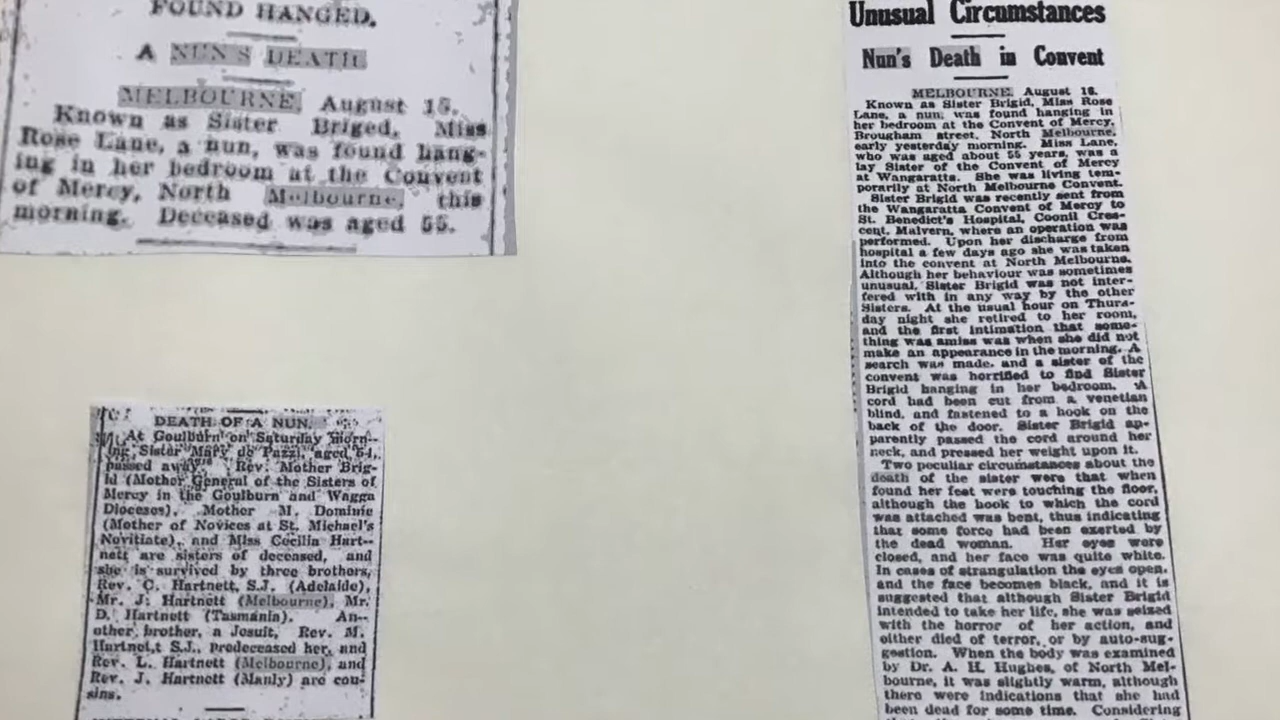 FOUND HANGED.
A NUN'S DEATH
MELBOURNE, August 15.
Known as Sister Briged, Miss
Rose Lane, a nun, was found hang-
ing in her bedroom at the Convent
of Mercy, North Melbourne, this
morning. Deceased was aged 55.
DEATH OF A NUN.
At Goulburn on Saturday morn-
ing Sister Mary de Pazzi, aged 64,
passed away. Rev. Mother Brig-
id (Mother General of the Sisters of
Mercy in the Goulburn and Wagga
Dioceses), Mother M. Dominic
(Mother of Novices at St. Michael's
Novitiate), and Miss Cecilia Hart-
nett are sisters of deceased, and
she is survived by three brothers,
Rev. C. Hartnett, S.J. (Adelaide),
Mr. J. Hartnett (Melbourne), Mr.
D. Hartnett (Tasmania). An-
other brother, a Jesuit, Rev. M.
Hartnet,t S.J., predeceased her, and
Rev. L. Hartnett (Melbourne), and
Rev. J. Hartnett (Manly) are cou-
sins.
Unusual Circumstances
Nun's Death in Convent
MELBOURNE, August 16.
Known as Sister Brigid, Miss Rose
Lane, a nun, was found hanging in
her bedroom at the Convent of Mercy,
Brougham street, North Melbourne,
early yesterday morning. Miss Lane,
who was aged about 55 years, was a
lay Sister of the Convent of Mercy
at Wangaratta. She was living tem-
porarily at North Melbourne Convent.
Sister Brigid was recently sent from
the Wangaratta Convent of Mercy to
St. Benedict's Hospital, Coonil Cres-
cent, Malvern, where an operation was
performed. Upon her discharge from
hospital a few days ago she was taken
into the convent at North Melbourne.
Although her behaviour was sometimes
unusual, Sister Brigid was not inter-
fered with in any way by the other
Sisters. At the usual hour on Thurs-
day night she retired to her room,
and the first intimation that some-
thing was amiss was when she did not
make an appearance in the morning. A
search was made, and a sister of the
convent was horrified to find Sister
Brigid hanging in her bedroom. A
cord had been cut from a venetian
blind, and fastened to a hook on the
back of the door. Sister Brigid ap-
parently passed the cord around her
neck, and pressed her weight upon it.
Two peculiar circumstances about the
death of the sister were that when
found her feet were touching the floor,
although the hook to which the cord
was attached was bent, thus indicating
that some force had been exerted by
the dead woman. Her eyes were
closed, and her face was quite white.
In cases of strangulation the eyes open,
and the face becomes black, and it is
suggested that although Sister Brigid
intended to take her life, she was seized
with the horror of her action, and
either died of terror, or by auto-sug-
gestion. When the body was examined
by Dr. A. H. Hughes, of North Mel-
bourne, it was slightly warm, although
there were indications that she had
been dead for some time. Considering